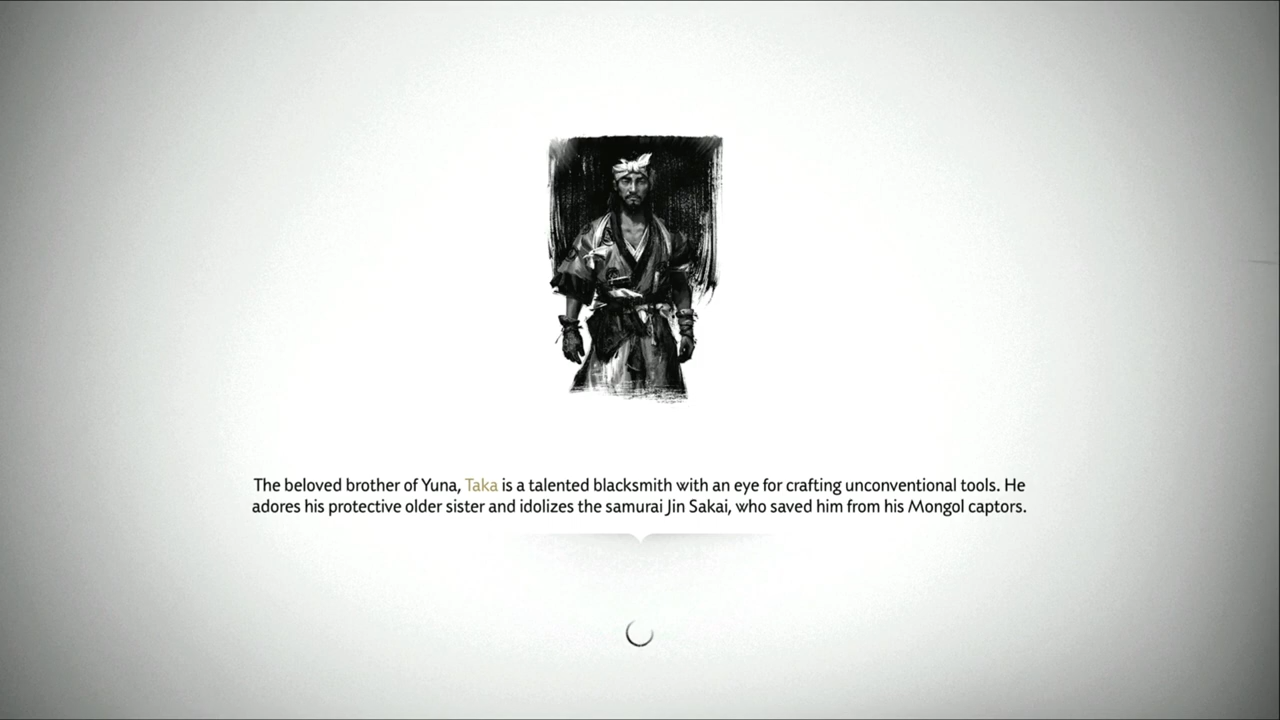 The beloved brother of Yuna, Taka is a talented blacksmith with an eye for crafting unconventional tools. He
adores his protective older sister and idolizes the samurai Jin Sakai, who saved him from his Mongol captors.